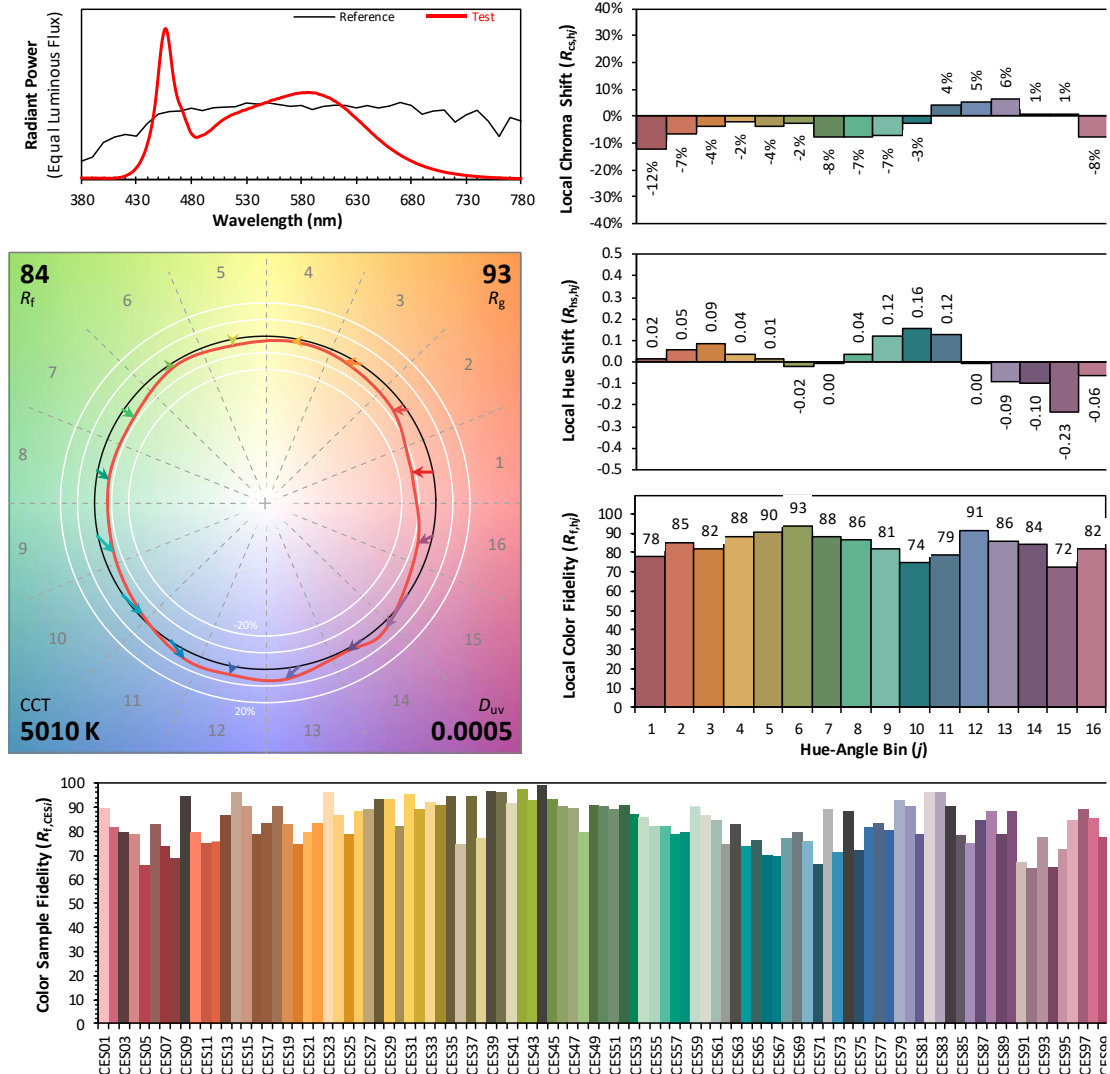 Radiant Power
(Equal Luminous Flux)
Reference
Test
380 430 480 530 580 630 680 730 780
Wavelength (nm)
Local Chroma Shift (Rcs,hj)
40%
30%
20%
10%
0%
-10%
-20%
-30%
-40%
-12% -7% -4% -2% -4% -2% -8% -7% -7% -3% 4% 5% 6% 1% 1% -8%
84
Rf
93
Rg
5 4
6 3
7 2
8 1
9 16
10 15
11 14
12 13
-20%
20%
CCT
5010 K
Duv
0.0005
Local Hue Shift (Rhs,hj)
0.5
0.4
0.3
0.2
0.1
0.0
-0.1
-0.2
-0.3
-0.4
-0.5
0.02 0.05 0.09 0.04 0.01 -0.02 0.00 0.04 0.12 0.16 0.12 0.00 -0.09 -0.10 -0.23 -0.06
Local Color Fidelity (Rf,hj)
100
90
80
70
60
50
40
30
20
10
0
78 85 82 88 90 93 88 86 81 74 79 91 86 84 72 82
1 2 3 4 5 6 7 8 9 10 11 12 13 14 15 16
Hue-Angle Bin (j)
Color Sample Fidelity (Rf,CESi)
100
90
80
70
60
50
40
30
20
10
0
CES01 CES03 CES05 CES07 CES09 CES11 CES13 CES15 CES17 CES19 CES21 CES23 CES25 CES27 CES29 CES31 CES33 CES35 CES37 CES39 CES41 CES43 CES45 CES47 CES49 CES51 CES53 CES55 CES57 CES59 CES61 CES63 CES65 CES67 CES69 CES71 CES73 CES75 CES77 CES79 CES81 CES83 CES85 CES87 CES89 CES91 CES93 CES95 CES97 CES99